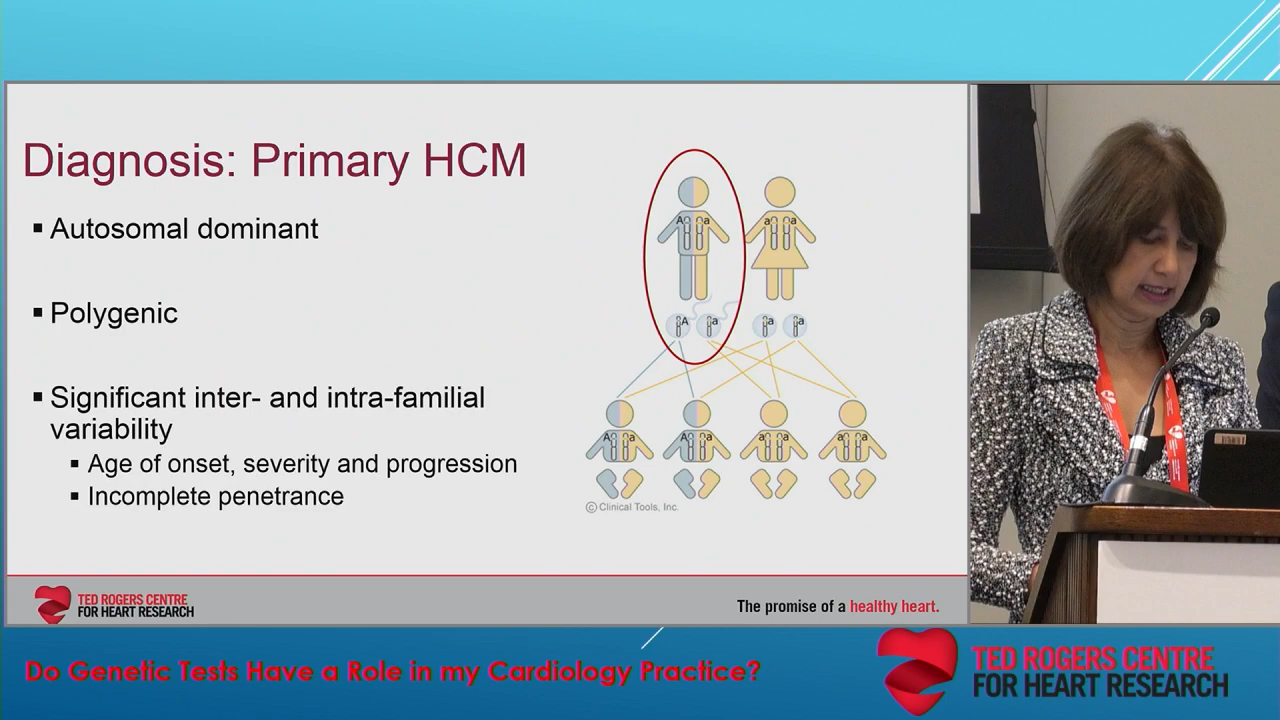 Diagnosis: Primary HCM
▪ Autosomal dominant
▪ Polygenic
▪ Significant inter- and intra-familial
variability
▪ Age of onset, severity and progression
▪ Incomplete penetrance
A a a a
A a a a
A a A a a a a a
© Clinical Tools, Inc.
TED ROGERS CENTRE
FOR HEART RESEARCH
The promise of a healthy heart.
Do Genetic Tests Have a Role in my Cardiology Practice?
TED ROGERS CENTRE
FOR HEART RESEARCH